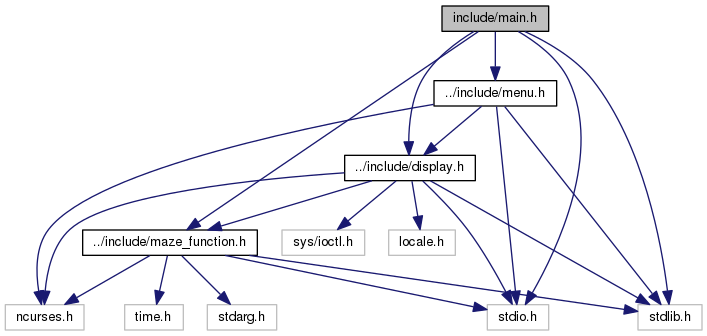 include/main.h
../include/menu.h
../include/display.h
../include/maze_function.h
sys/ioctl.h
locale.h
ncurses.h
time.h
stdarg.h
stdio.h
stdlib.h